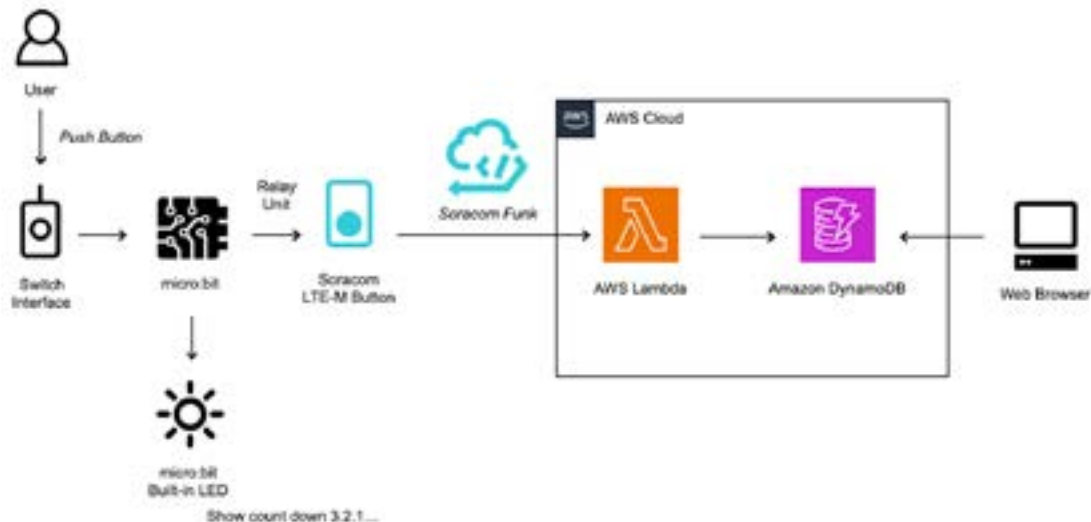 User
Push Button
Switch
Interface
micro:bit
Relay
Unit
Soracom
LTE-M Button
Soracom Funk
aws
AWS Cloud
AWS Lambda
Amazon DynamoDB
Web Browser
micro:bit
Built-in LED
Show count down 3.2.1....